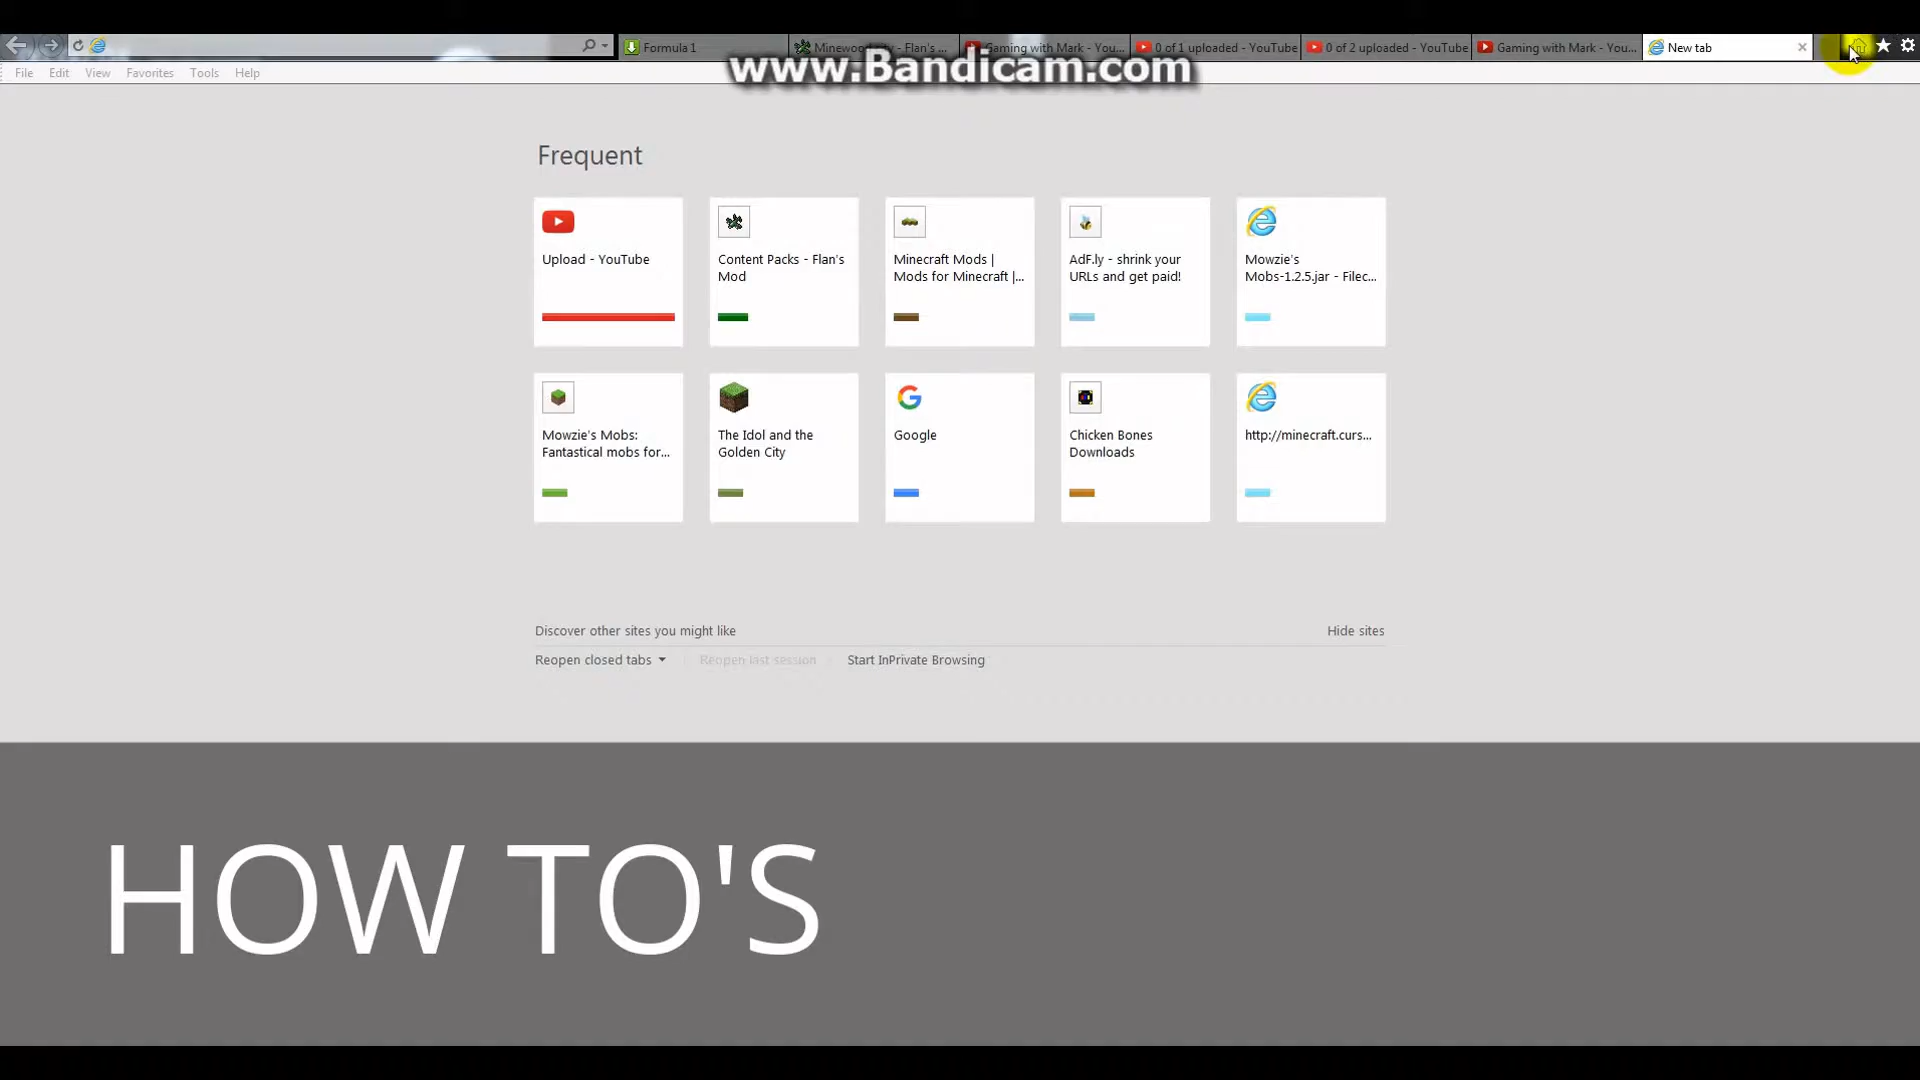 Formula 1
Minewood city - Flan's ...
Gaming with Mark - You...
0 of 1 uploaded - YouTube
0 of 2 uploaded - YouTube
Gaming with Mark - You...
New tab
www.Bandicam.com
File Edit View Favorites Tools Help
Frequent
Upload - YouTube
Content Packs - Flan's
Mod
Minecraft Mods |
Mods for Minecraft |...
AdF.ly - shrink your
URLs and get paid!
Mowzie's
Mobs-1.2.5.jar - Filec...
Mowzie's Mobs:
Fantastical mobs for...
The Idol and the
Golden City
Google
Chicken Bones
Downloads
http://minecraft.curs...
Discover other sites you might like
Hide sites
Reopen closed tabs
Reopen last session
Start InPrivate Browsing
HOW TO'S